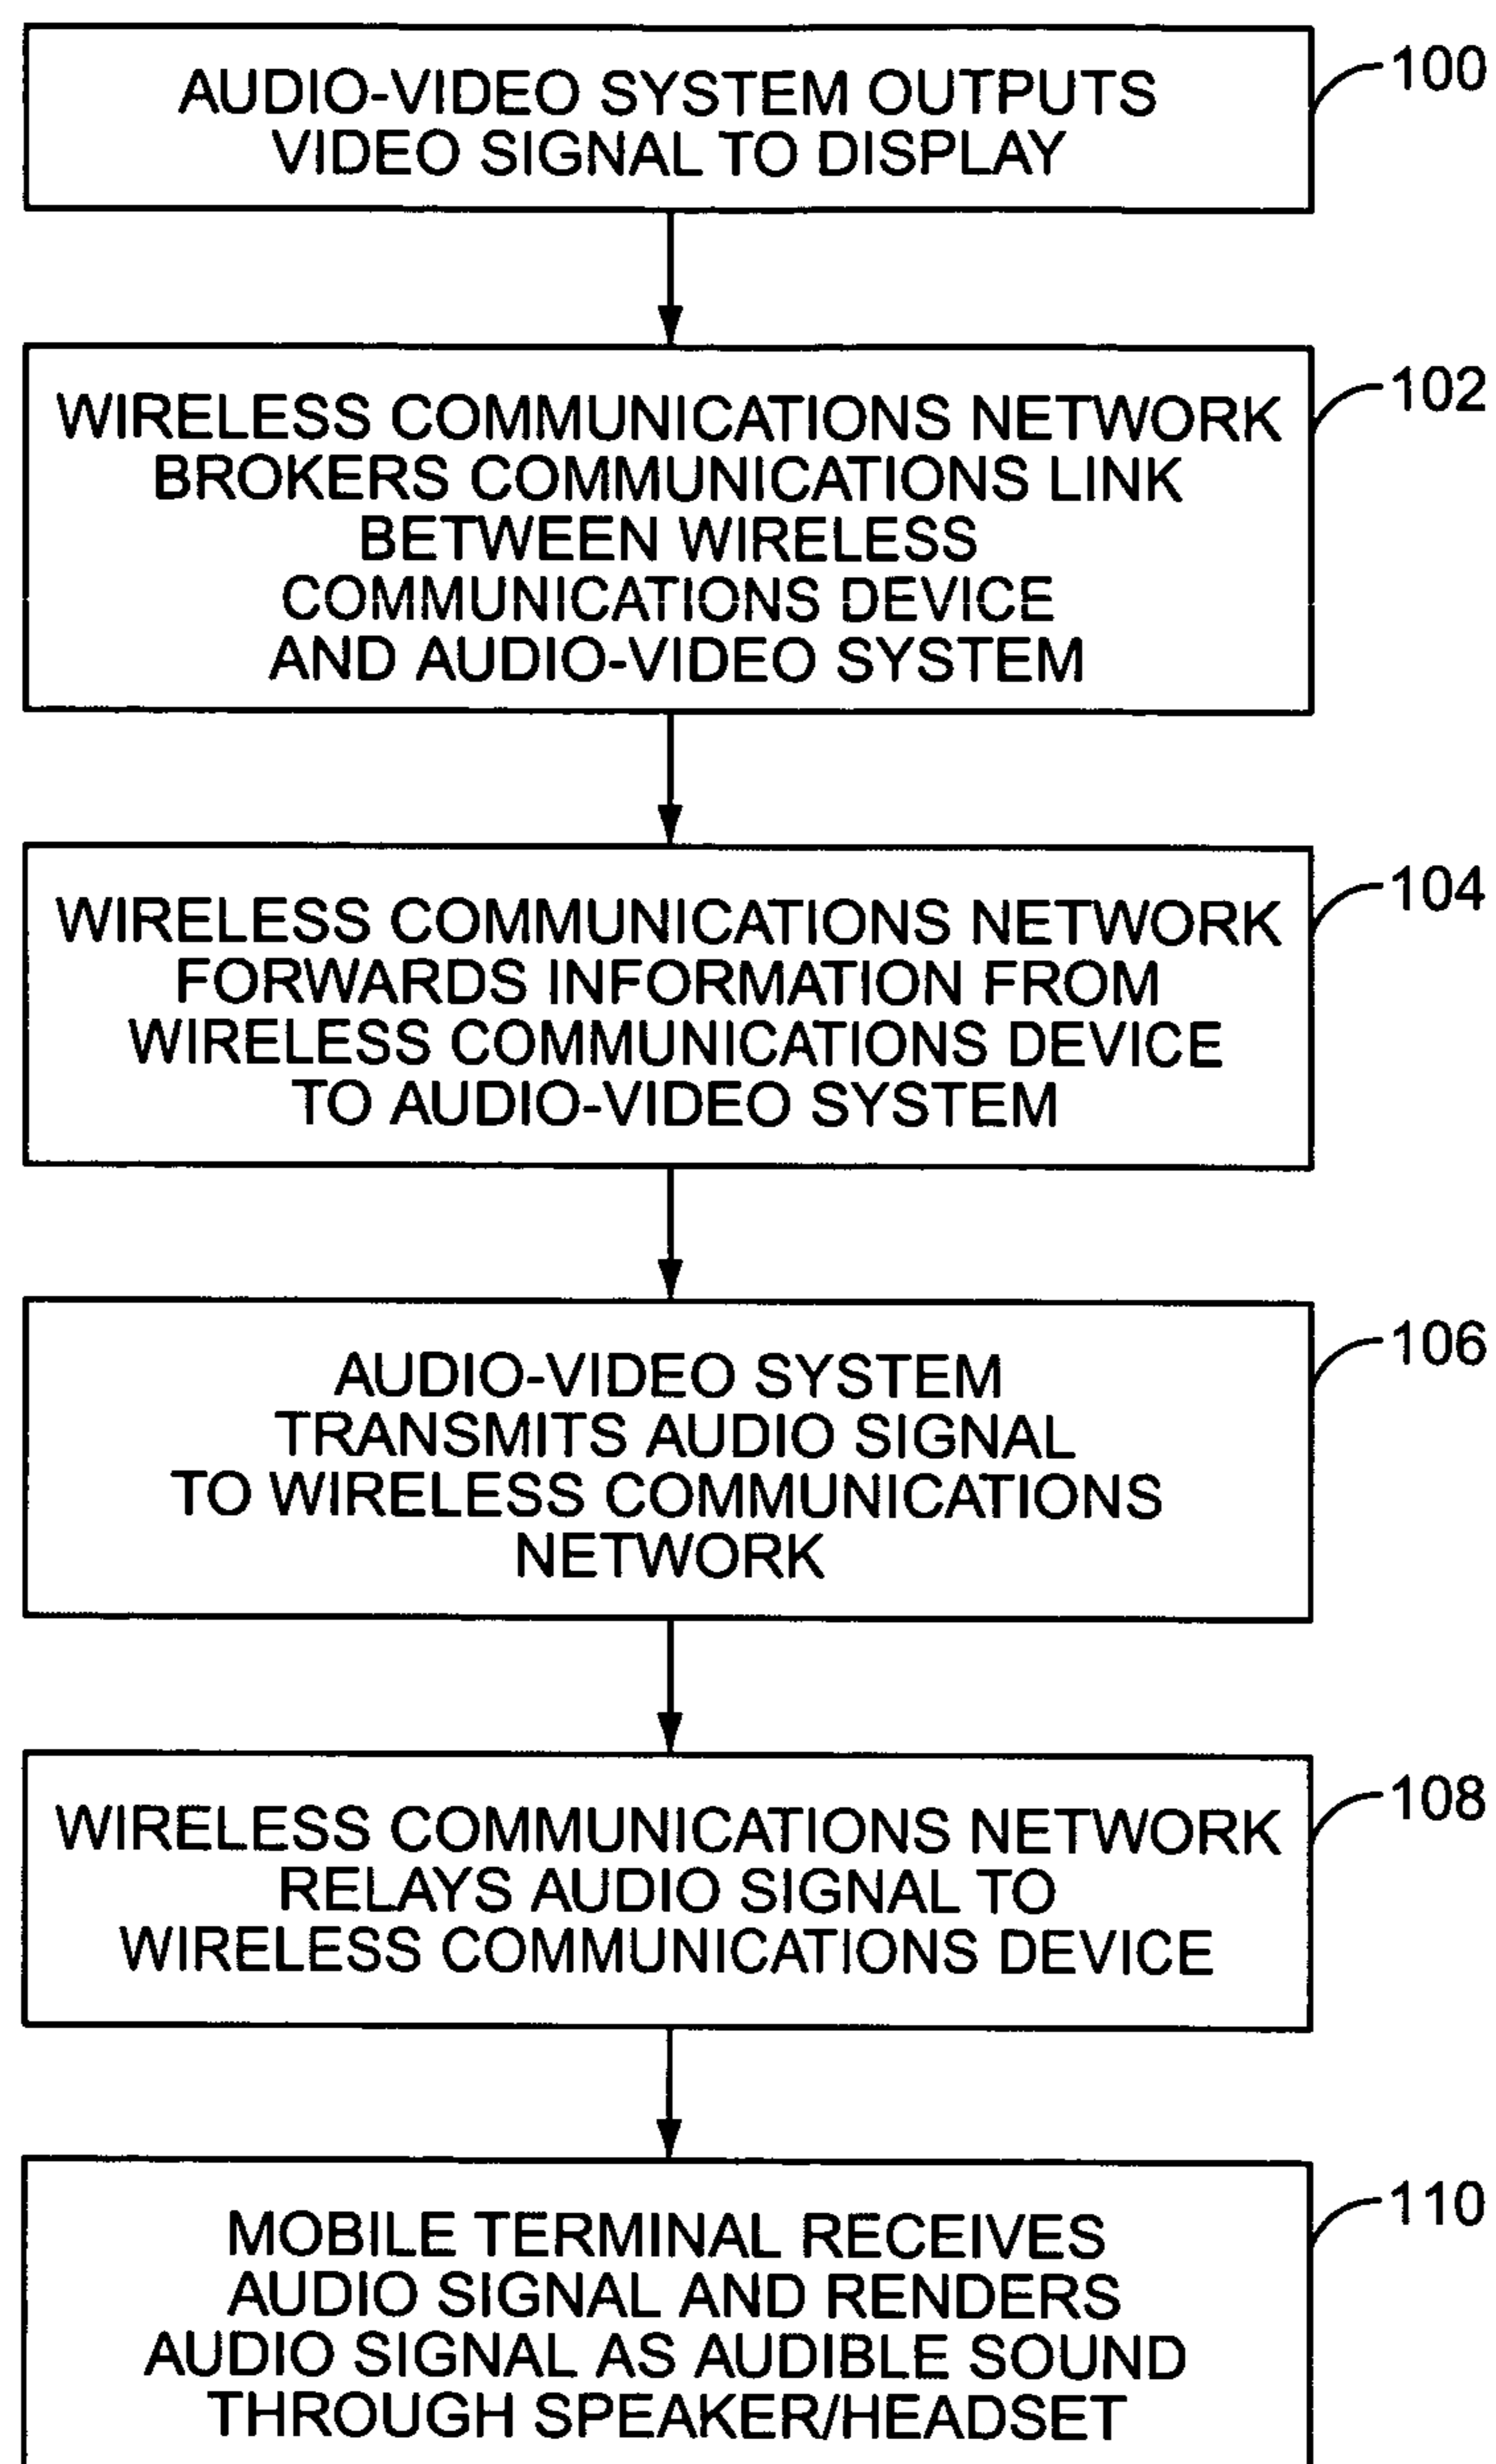 AUDIO-VIDEO SYSTEM OUTPUTS
VIDEO SIGNAL TO DISPLAY
100
WIRELESS COMMUNICATIONS NETWORK
BROKERS COMMUNICATIONS LINK
BETWEEN WIRELESS
COMMUNICATIONS DEVICE
AND AUDIO-VIDEO SYSTEM
102
WIRELESS COMMUNICATIONS NETWORK
FORWARDS INFORMATION FROM
WIRELESS COMMUNICATIONS DEVICE
TO AUDIO-VIDEO SYSTEM
104
AUDIO-VIDEO SYSTEM
TRANSMITS AUDIO SIGNAL
TO WIRELESS COMMUNICATIONS
NETWORK
106
WIRELESS COMMUNICATIONS NETWORK
RELAYS AUDIO SIGNAL TO
WIRELESS COMMUNICATIONS DEVICE
108
MOBILE TERMINAL RECEIVES
AUDIO SIGNAL AND RENDERS
AUDIO SIGNAL AS AUDIBLE SOUND
THROUGH SPEAKER/HEADSET
110